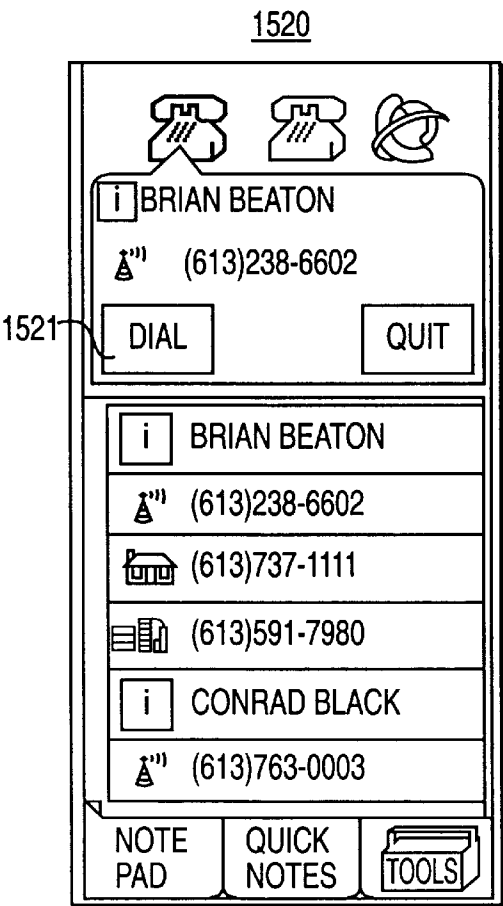 1520
i BRIAN BEATON
(613)238-6602
1521
DIAL QUIT
i BRIAN BEATON
(613)238-6602
(613)737-1111
(613)591-7980
i CONRAD BLACK
(613)763-0003
NOTE PAD
QUICK NOTES
TOOLS